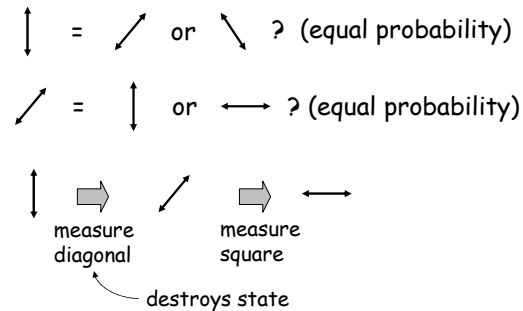 = or ? (equal probability)
= or ? (equal probability)
measure diagonal
measure square
destroys state